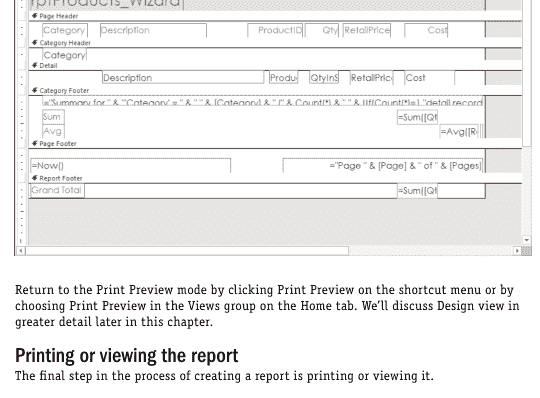 rptProducts_Wizard
Page Header
Category Description ProductID Qty RetailPrice Cost
Category Header
Category
Detail
Description Produ QtyInS RetailPric Cost
Category Footer
="Summary for " & "'Category' = " & " " & [Category] & " (" & Count(*) & " " & IIf(Count(*)=1,"detail record
Sum =Sum([Qt
Avg =Avg([R
Page Footer
=Now() ="Page " & [Page] & " of " & [Pages]
Report Footer
Grand Total =Sum([Qt
Return to the Print Preview mode by clicking Print Preview on the shortcut menu or by
choosing Print Preview in the Views group on the Home tab. We'll discuss Design view in
greater detail later in this chapter.
Printing or viewing the report
The final step in the process of creating a report is printing or viewing it.